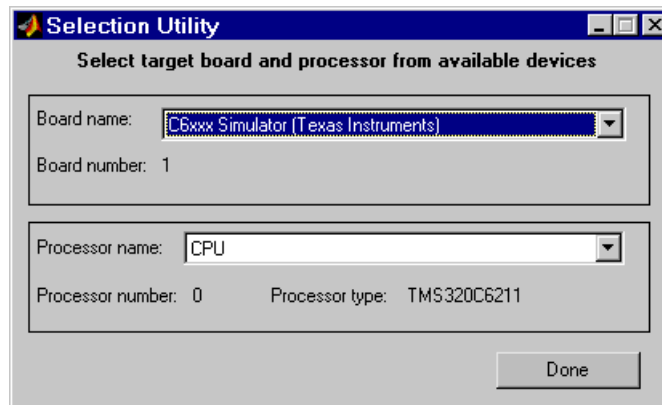 Selection Utility
Select target board and processor from available devices
Board name: C6xxx Simulator (Texas Instruments)
Board number: 1
Processor name: CPU
Processor number: 0 Processor type: TMS320C6211
Done